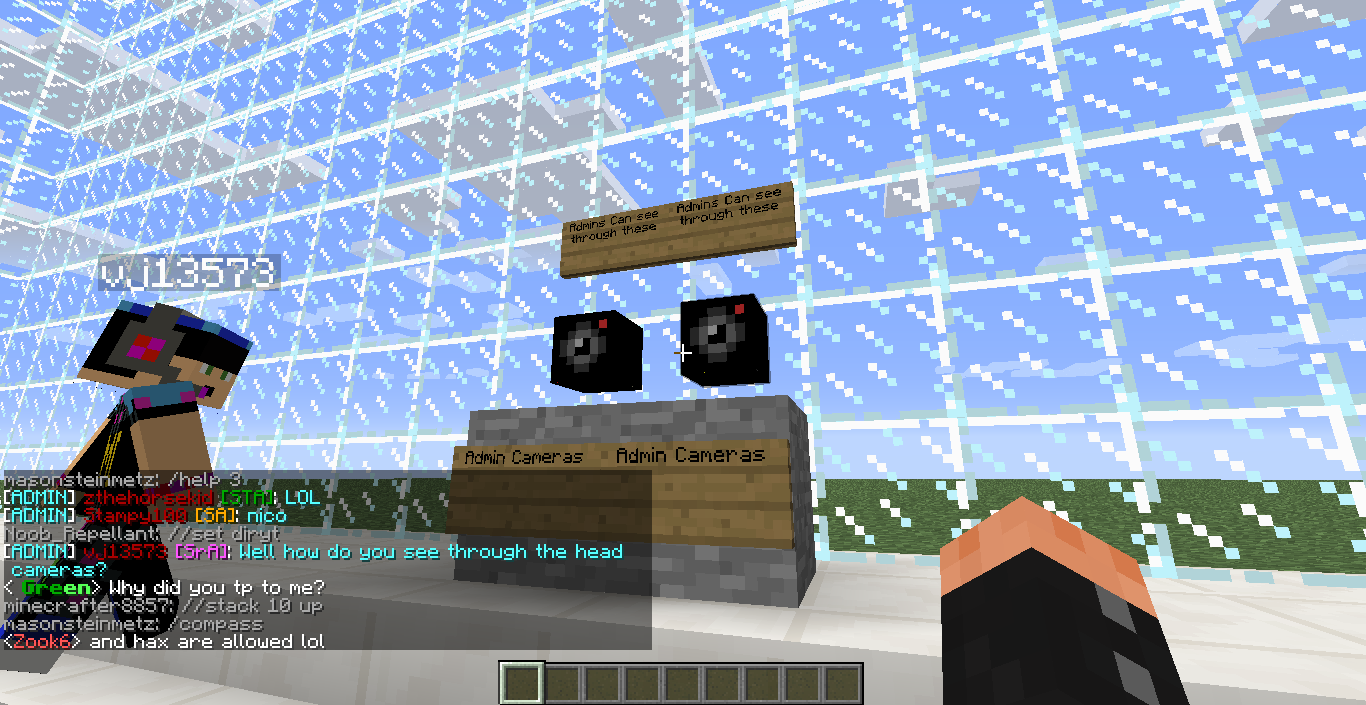 Admins Can see
through these
Admins Can see
through these
vj13573
Admin Cameras
Admin Cameras
masonsteinmetz: /help 3
[ADMIN] zthehorsekid [STA]: LOL
[ADMIN] Stampy100 [SA]: nico
Noob_Repellant: //set diryt
[ADMIN] vj13573 [SrA]: Well how do you see through the head
cameras?
< Green> Why did you tp to me?
minecrafter8857: //stack 10 up
masonsteinmetz: /compass
<Zook6> and hax are allowed lol